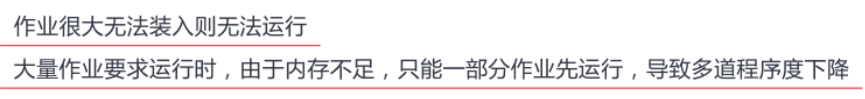 作业很大无法装入则无法运行
大量作业要求运行时，由于内存不足，只能一部分作业先运行，导致多道程序度下降